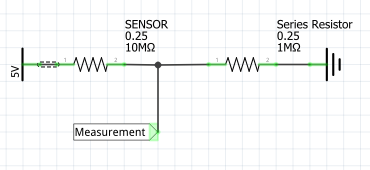 SENSOR
0.25
10MΩ
Series Resistor
0.25
1MΩ
5V
1
2
1
2
Measurement